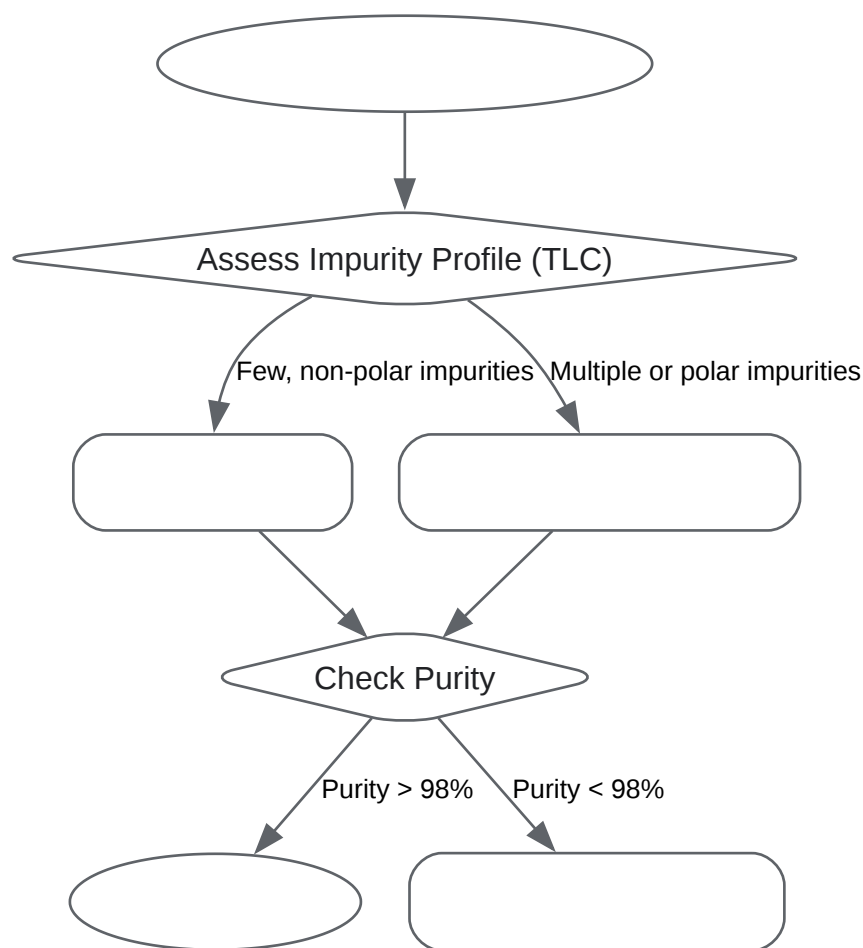 Assess Impurity Profile (TLC)
Few, non-polar impurities
Multiple or polar impurities
Check Purity
Purity > 98%
Purity < 98%